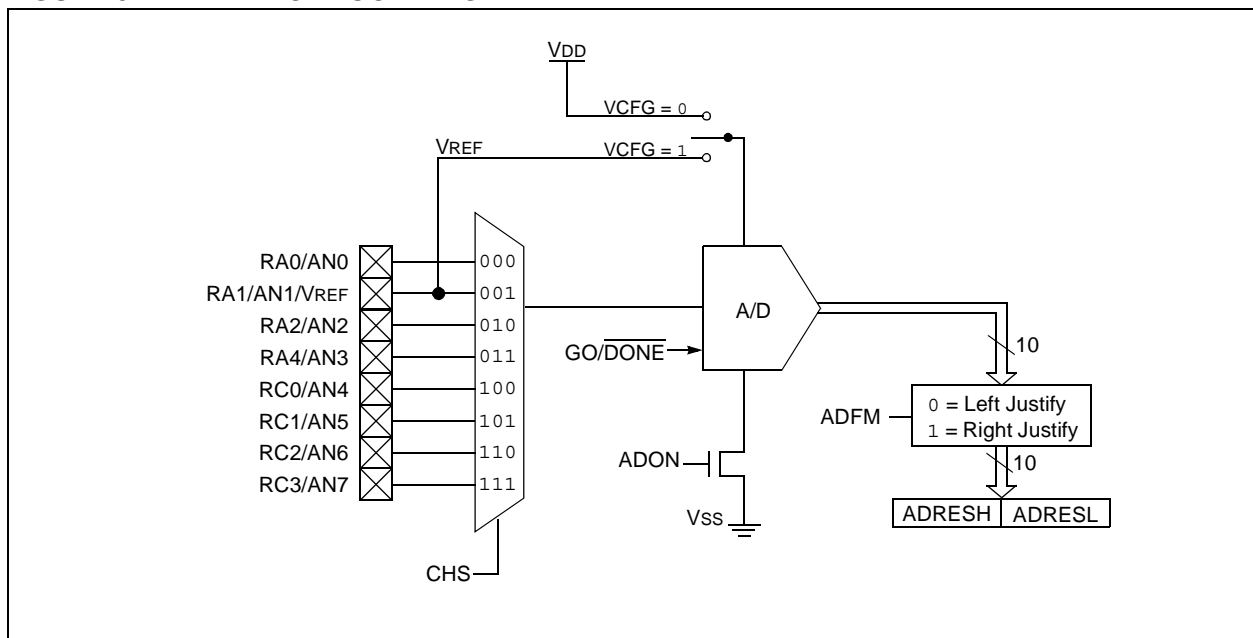 VDD
VCFG = 0
VREF
VCFG = 1
RA0/AN0
000
RA1/AN1/VREF
001
RA2/AN2
010
RA4/AN3
011
RC0/AN4
100
RC1/AN5
101
RC2/AN6
110
RC3/AN7
111
CHS
A/D
GO/DONE
ADON
VSS
10
ADFM
0 = Left Justify
1 = Right Justify
10
ADRESH ADRESL